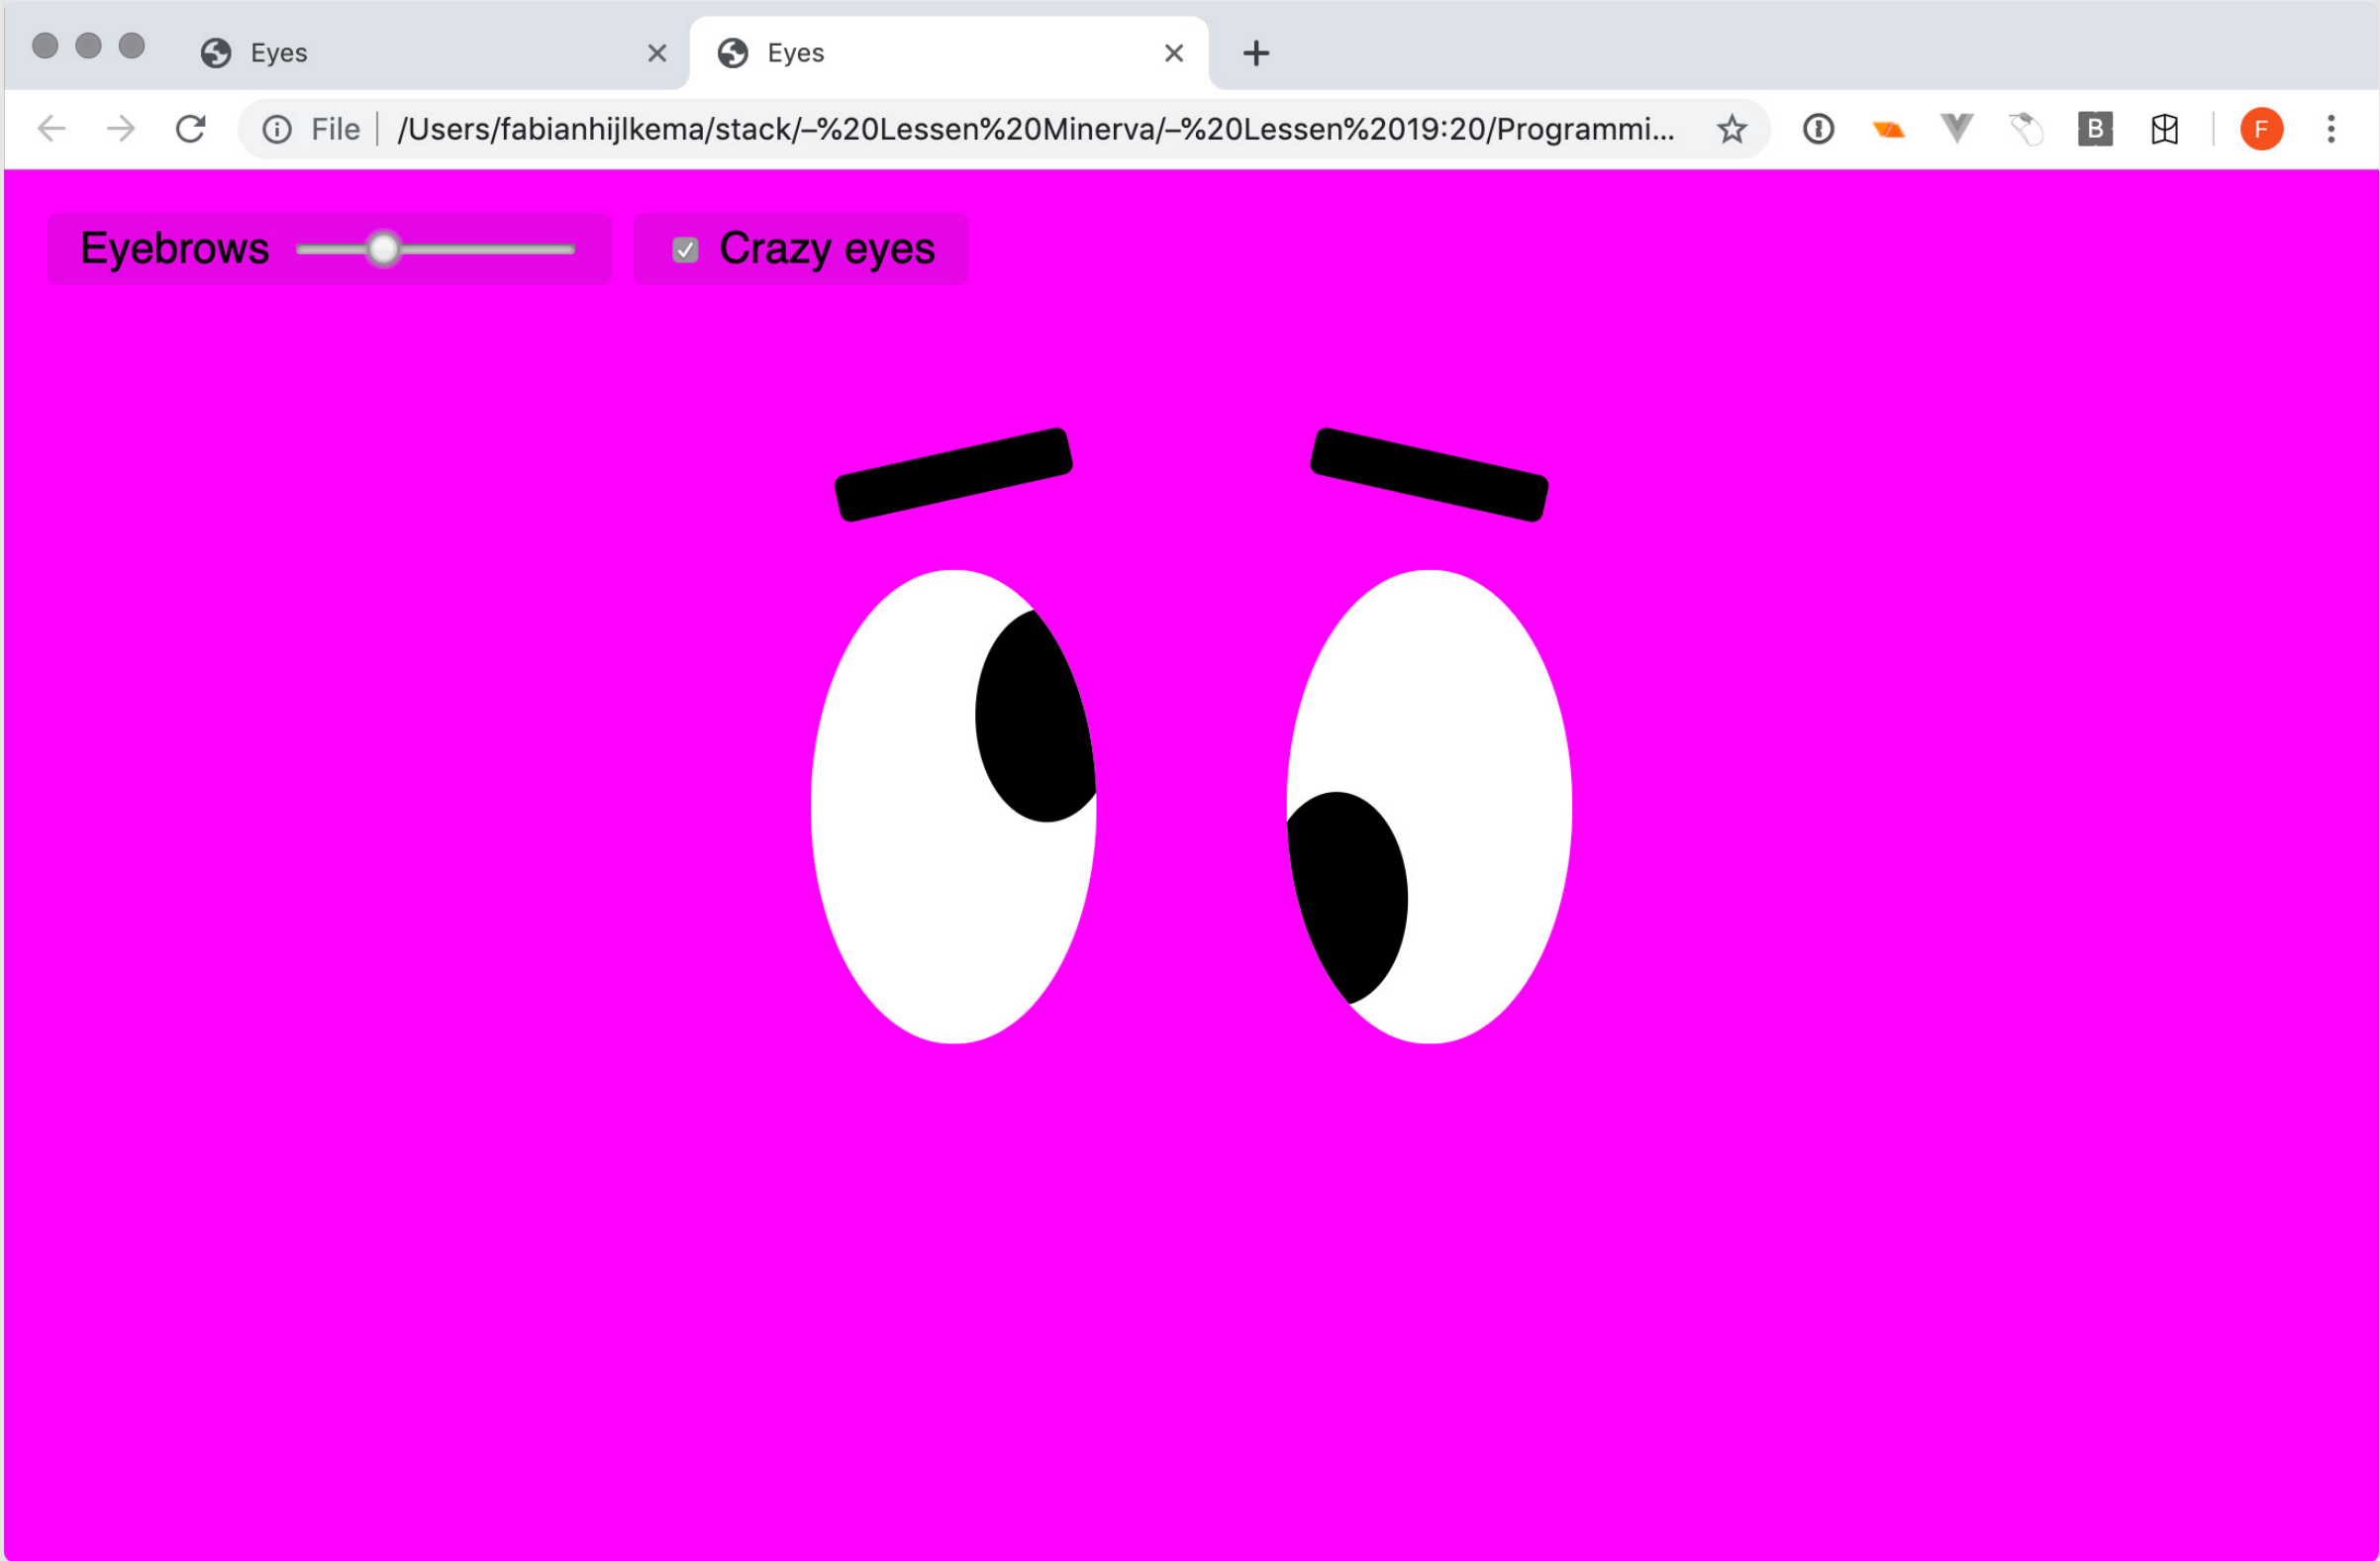 Eyes
Eyes
File /Users/fabianhijlkema/stack/–%20Lessen%20Minerva/–%20Lessen%2019:20/Programmi...
B
F
Eyebrows
Crazy eyes